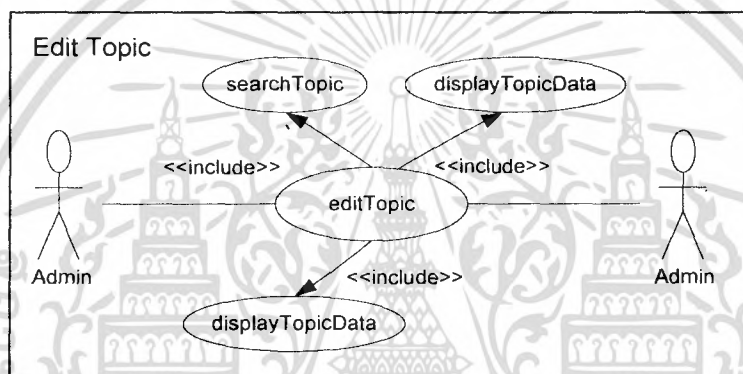 Edit Topic
searchTopic
displayTopicData
<<include>>
<<include>>
editTopic
Admin
Admin
<<include>>
displayTopicData